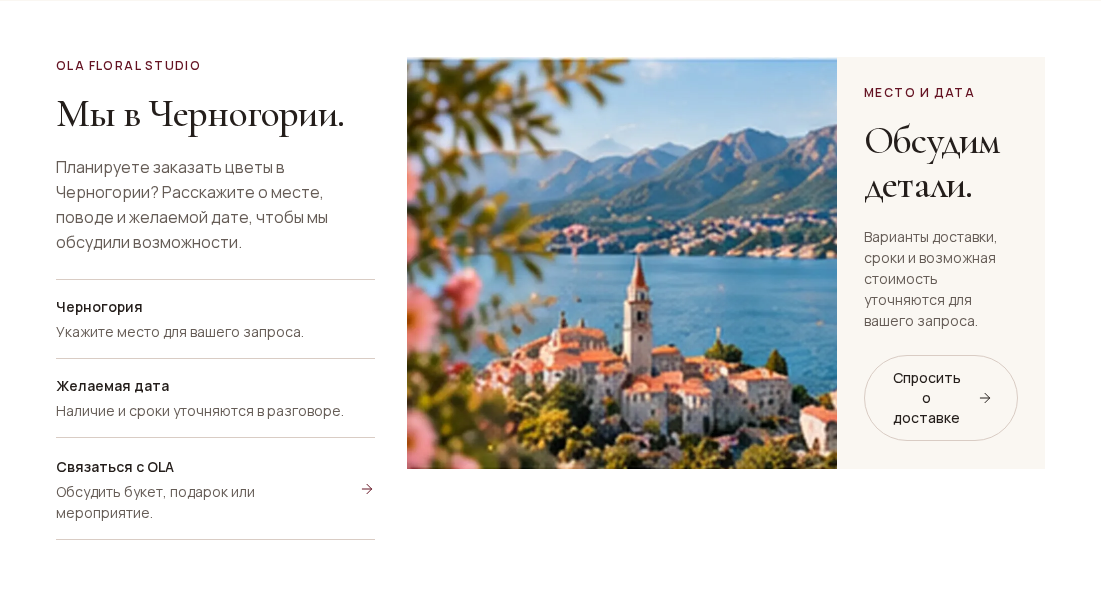 OLA FLORAL STUDIO
Мы в Черногории.
Планируете заказать цветы в
Черногории? Расскажите о месте,
поводе и желаемой дате, чтобы мы
обсудили возможности.
Черногория
Укажите место для вашего запроса.
Желаемая дата
Наличие и сроки уточняются в разговоре.
Связаться с OLA
Обсудить букет, подарок или
мероприятие.
МЕСТО И ДАТА
Обсудим
детали.
Варианты доставки,
сроки и возможная
стоимость
уточняются для
вашего запроса.
Спросить
о
доставке